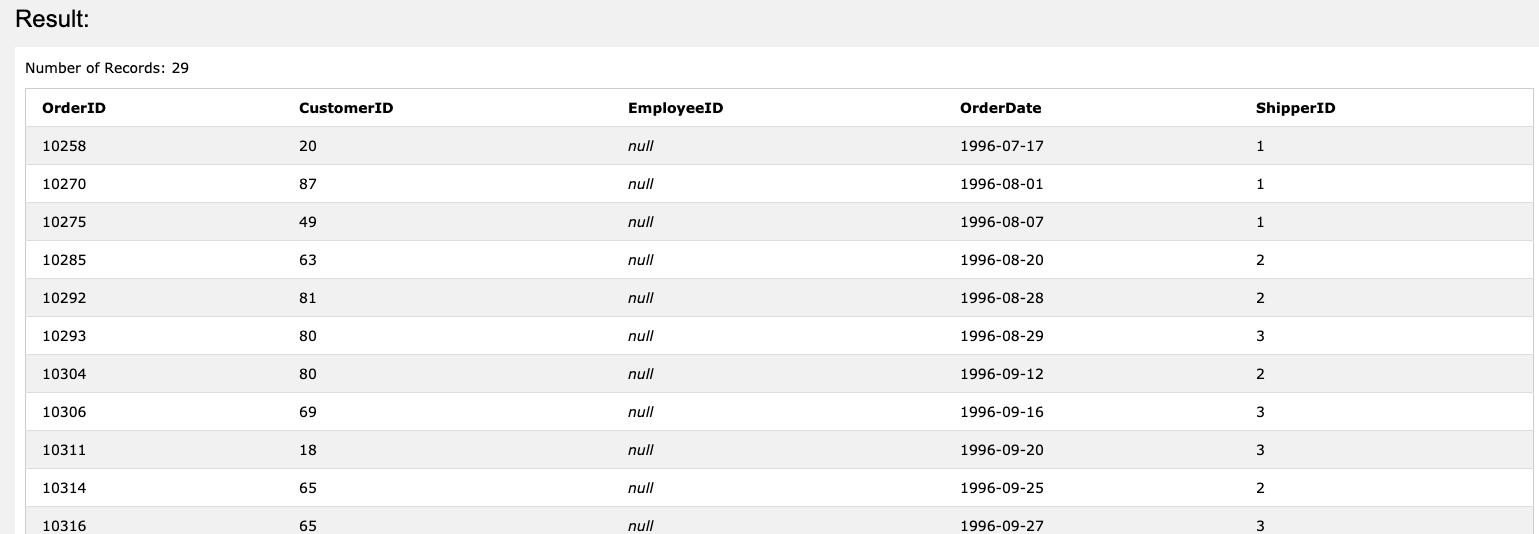 Result:
Number of Records: 29
OrderID CustomerID EmployeeID OrderDate ShipperID
10258 20 null 1996-07-17 1
10270 87 null 1996-08-01 1
10275 49 null 1996-08-07 1
10285 63 null 1996-08-20 2
10292 81 null 1996-08-28 2
10293 80 null 1996-08-29 3
10304 80 null 1996-09-12 2
10306 69 null 1996-09-16 3
10311 18 null 1996-09-20 3
10314 65 null 1996-09-25 2
10316 65 null 1996-09-27 3